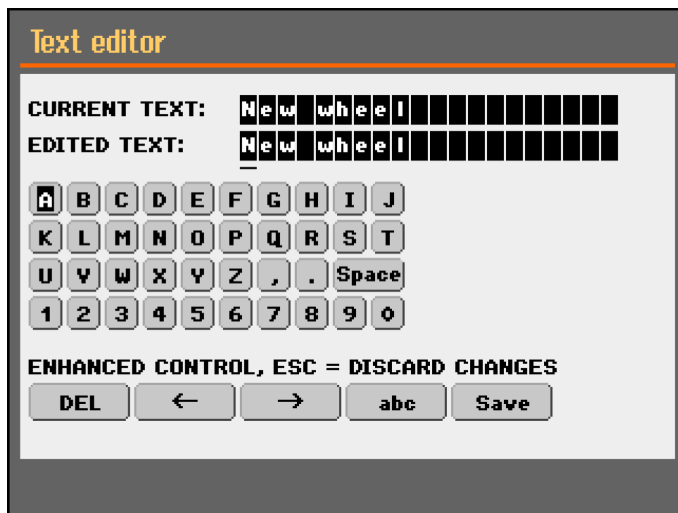 Text editor
CURRENT TEXT: New wheel
EDITED TEXT: New wheel
A B C D E F G H I J
K L M N O P Q R S T
U V W X Y Z , . Space
1 2 3 4 5 6 7 8 9 0
ENHANCED CONTROL, ESC = DISCARD CHANGES
DEL ← → abc Save